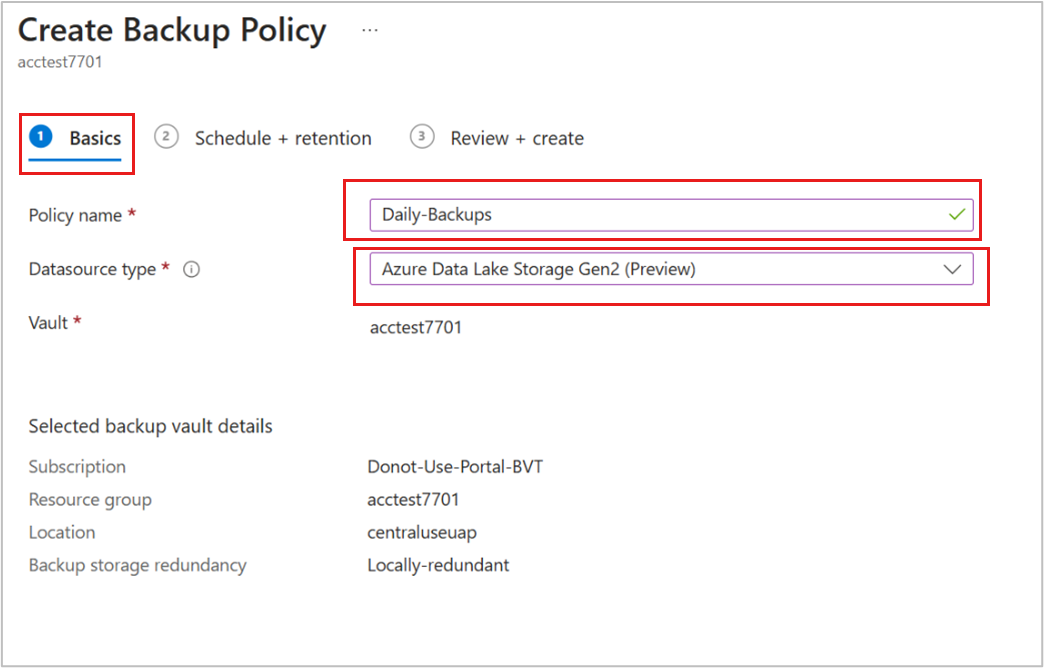 Create Backup Policy ...
acctest7701
1 Basics 2 Schedule + retention 3 Review + create
Policy name * Daily-Backups
Datasource type * Azure Data Lake Storage Gen2 (Preview)
Vault * acctest7701
Selected backup vault details
Subscription Donot-Use-Portal-BVT
Resource group acctest7701
Location centraluseuap
Backup storage redundancy Locally-redundant